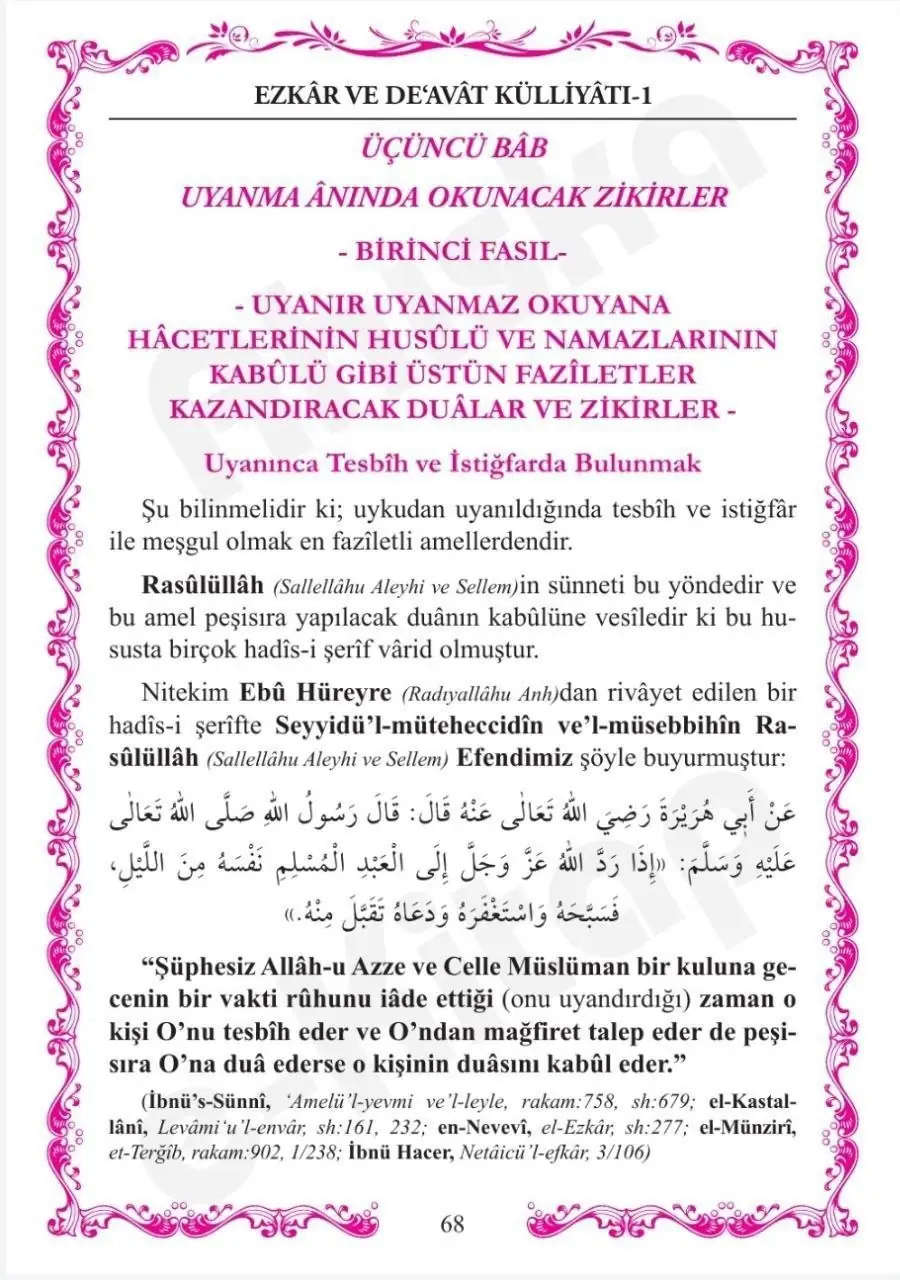 EZKÂR VE DE‘AVÂT KÜLLİYÂTI-1
ÜÇÜNCÜ BÂB
UYANMA ÂNINDA OKUNACAK ZİKİRLER
- BİRİNCİ FASIL-
- UYANIR UYANMAZ OKUYANA
HÂCETLERİNİN HUSÛLÜ VE NAMAZLARININ
KABÛLÜ GİBİ ÜSTÜN FAZÎLETLER
KAZANDIRACAK DUÂLAR VE ZİKİRLER -
Uyanınca Tesbîh ve İstiğfarda Bulunmak
Şu bilinmelidir ki; uykudan uyanıldığında tesbîh ve istiğfâr
ile meşgul olmak en fazîletli amellerdendir.
Rasûlüllâh (Sallellâhu Aleyhi ve Sellem)in sünneti bu yöndedir ve
bu amel peşisıra yapılacak duânın kabûlüne vesîledir ki bu hu-
susta birçok hadîs-i şerîf vârid olmuştur.
Nitekim Ebû Hüreyre (Radıyallâhu Anh)dan rivâyet edilen bir
hadîs-i şerîfte Seyyidü’l-müteheccidîn ve’l-müsebbihîn Ra-
sûlüllâh (Sallellâhu Aleyhi ve Sellem) Efendimiz şöyle buyurmuştur:
عَنْ أَبِي هُرَيْرَةَ رَضِيَ اللهُ تَعَالٰى عَنْهُ قَالَ: قَالَ رَسُولُ اللهِ صَلَّى اللهُ تَعَالٰى
عَلَيْهِ وَسَلَّمَ: «إِذَا رَدَّ اللهُ عَزَّ وَجَلَّ إِلَى الْعَبْدِ الْمُسْلِمِ نَفْسَهُ مِنَ اللَّيْلِ،
فَسَبَّحَهُ وَاسْتَغْفَرَهُ وَدَعَاهُ تَقَبَّلَ مِنْهُ.»
“Şüphesiz Allâh-u Azze ve Celle Müslüman bir kuluna ge-
cenin bir vakti rûhunu iâde ettiği (onu uyandırdığı) zaman o
kişi O’nu tesbîh eder ve O’ndan mağfiret talep eder de peşi-
sıra O’na duâ ederse o kişinin duâsını kabûl eder.”
(İbnü’s-Sünnî, ‘Amelü’l-yevmi ve’l-leyle, rakam:758, sh:679; el-Kastal-
lânî, Levâmi‘u’l-envâr, sh:161, 232; en-Nevevî, el-Ezkâr, sh:277; el-Münzirî,
et-Terğîb, rakam:902, 1/238; İbnü Hacer, Netâicü’l-efkâr, 3/106)
68